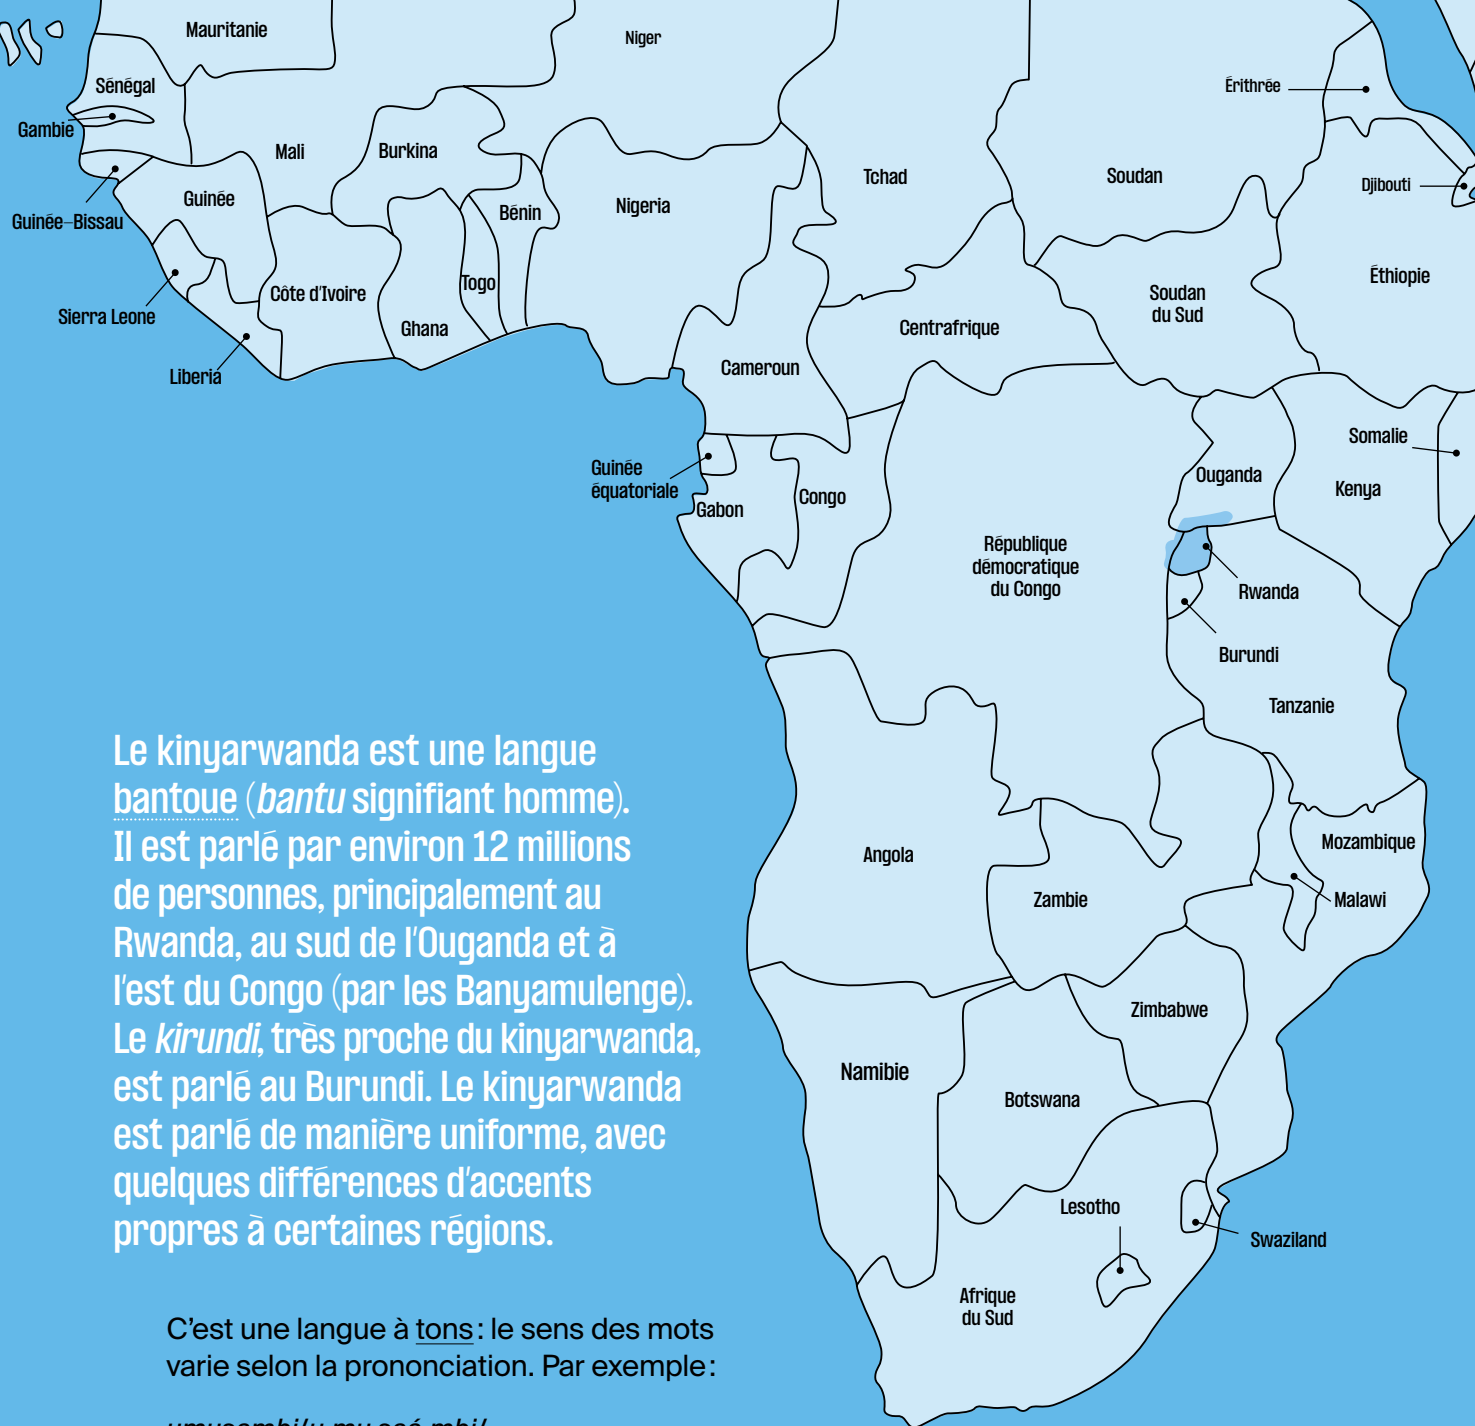 Mauritanie
Niger
Sénégal
Érithrée
Gambie
Mali
Burkina
Tchad
Soudan
Djibouti
Guinée
Guinée-Bissau
Bénin
Nigeria
Éthiopie
Togo
Côte d'Ivoire
Soudan
du Sud
Sierra Leone
Ghana
Centrafrique
Liberia
Cameroun
Somalie
Guinée
équatoriale
Ouganda
Kenya
Gabon
Congo
République
démocratique
du Congo
Rwanda
Burundi
Tanzanie
Angola
Mozambique
Zambie
Malawi
Zimbabwe
Namibie
Botswana
Lesotho
Swaziland
Afrique
du Sud
Le kinyarwanda est une langue
bantoue (bantu signifiant homme).
Il est parlé par environ 12 millions
de personnes, principalement au
Rwanda, au sud de l'Ouganda et à
l'est du Congo (par les Banyamulenge).
Le kirundi, très proche du kinyarwanda,
est parlé au Burundi. Le kinyarwanda
est parlé de manière uniforme, avec
quelques différences d'accents
propres à certaines régions.
C’est une langue à tons : le sens des mots
varie selon la prononciation. Par exemple :